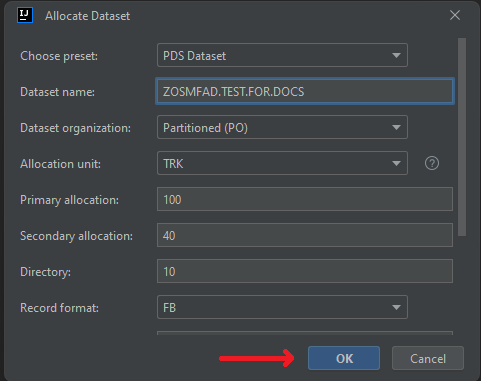 IJ Allocate Dataset
Choose preset: PDS Dataset
Dataset name: ZOSMFAD.TEST.FOR.DOCS
Dataset organization: Partitioned (PO)
Allocation unit: TRK ?
Primary allocation: 100
Secondary allocation: 40
Directory: 10
Record format: FB
OK Cancel